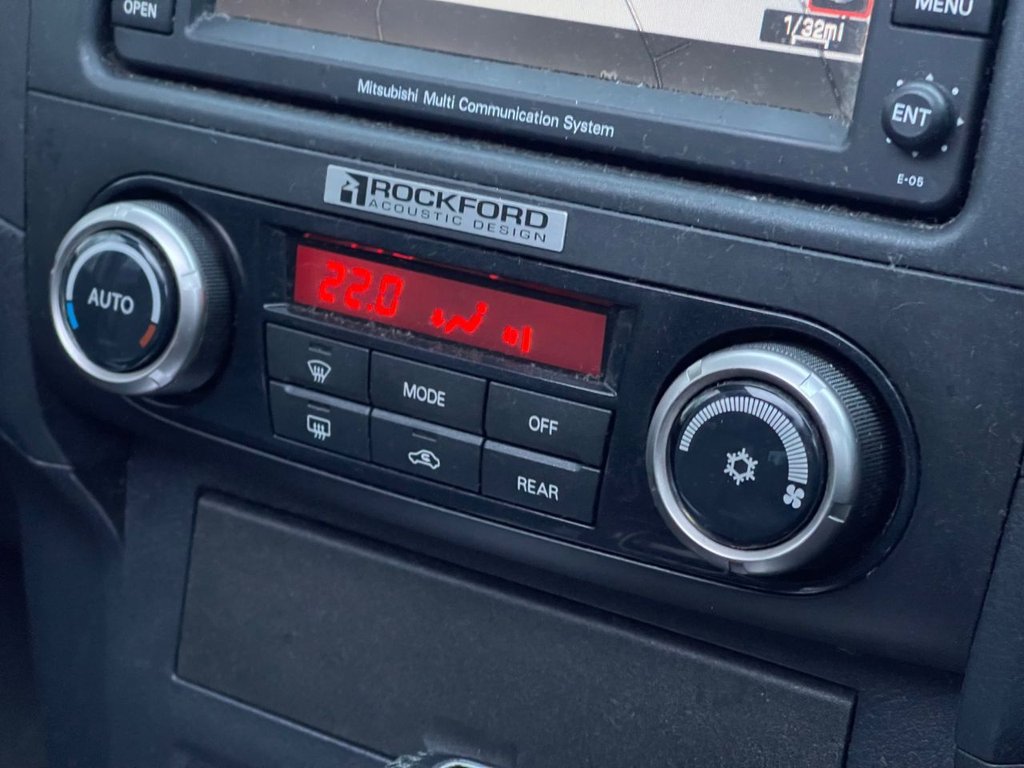 OPEN
MENU
1/32mi
Mitsubishi Multi Communication System
ENT
E-05
ROCKFORD
ACOUSTIC DESIGN
AUTO
22.0
MODE
OFF
REAR